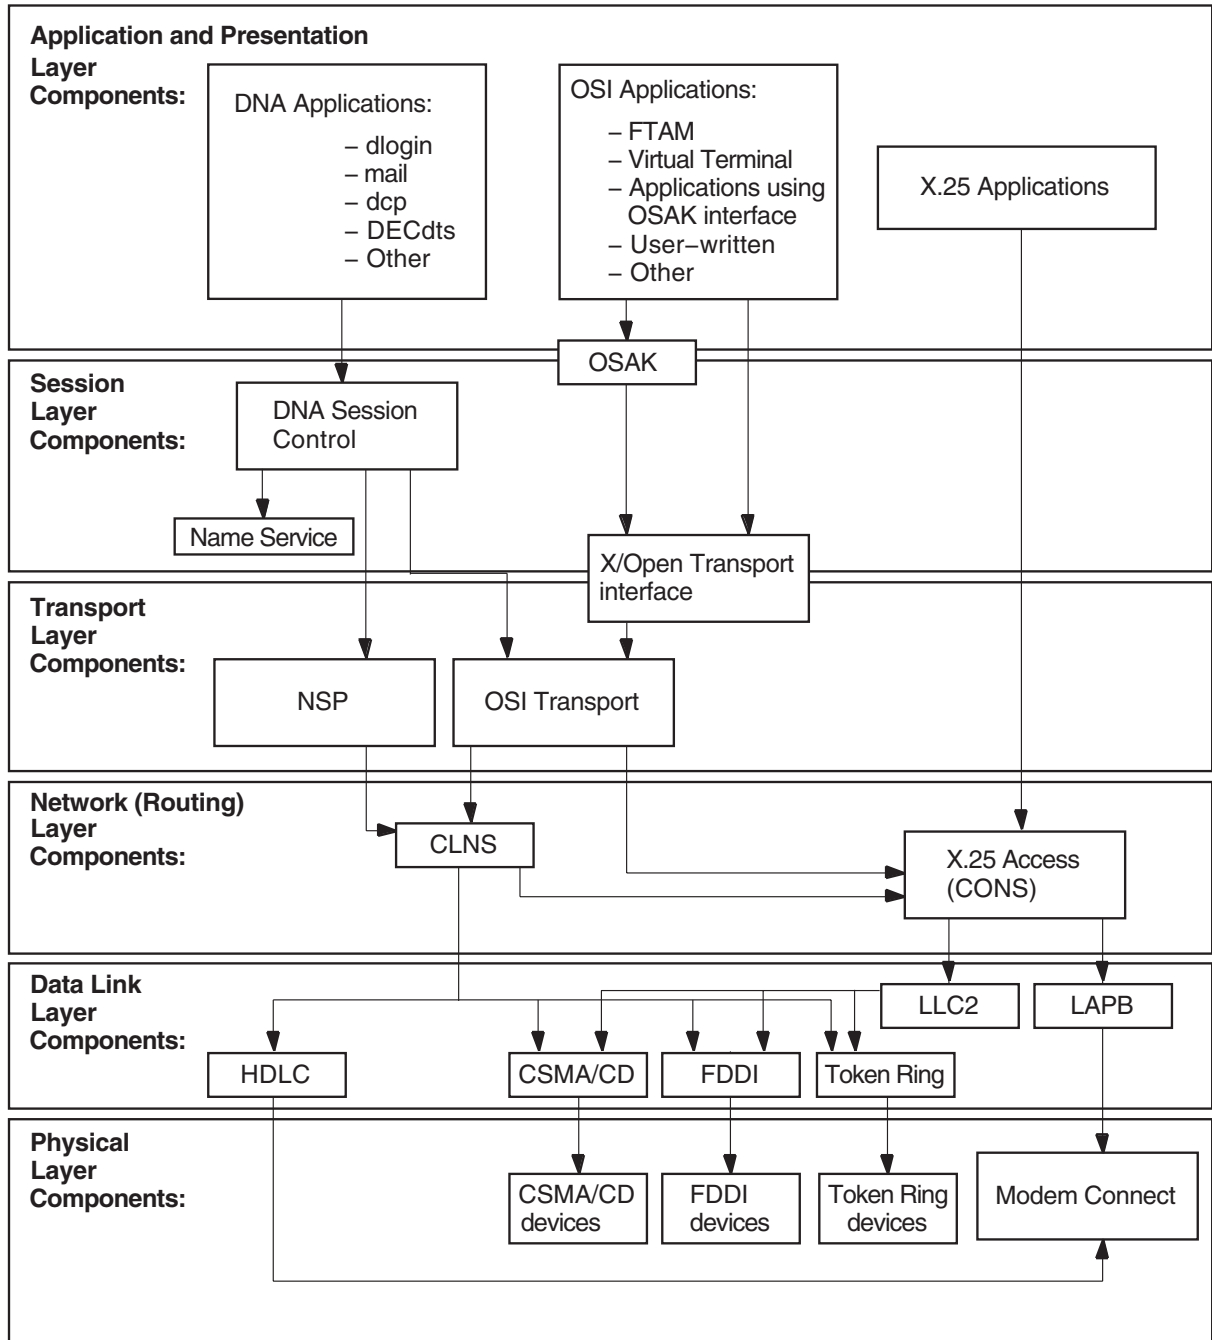 Application and Presentation
Layer
Components:
DNA Applications:
– dlogin
– mail
– dcp
– DECdts
– Other
OSI Applications:
– FTAM
– Virtual Terminal
– Applications using
OSAK interface
– User–written
– Other
X.25 Applications
OSAK
Session
Layer
Components:
DNA Session
Control
Name Service
X/Open Transport
interface
Transport
Layer
Components:
NSP
OSI Transport
Network (Routing)
Layer
Components:
CLNS
X.25 Access
(CONS)
Data Link
Layer
Components:
LLC2
LAPB
HDLC
CSMA/CD
FDDI
Token Ring
Physical
Layer
Components:
CSMA/CD
devices
FDDI
devices
Token Ring
devices
Modem Connect